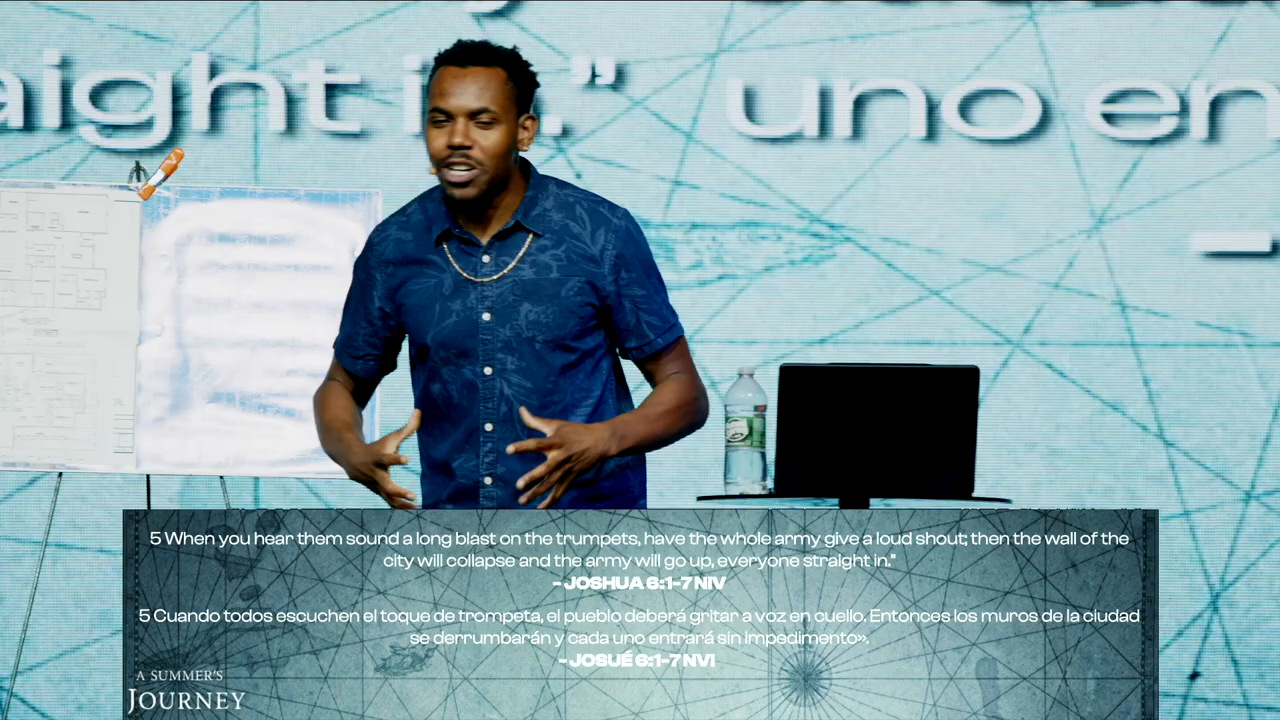 aight in." uno en
5 When you hear them sound a long blast on the trumpets, have the whole army give a loud shout; then the wall of the
city will collapse and the army will go up, everyone straight in."
- JOSHUA 6:1-7 NIV
5 Cuando todos escuchen el toque de trompeta, el pueblo deberá gritar a voz en cuello. Entonces los muros de la ciudad
se derrumbarán y cada uno entrará sin impedimento».
- JOSUÉ 6:1-7 NVI
A SUMMER'S
JOURNEY